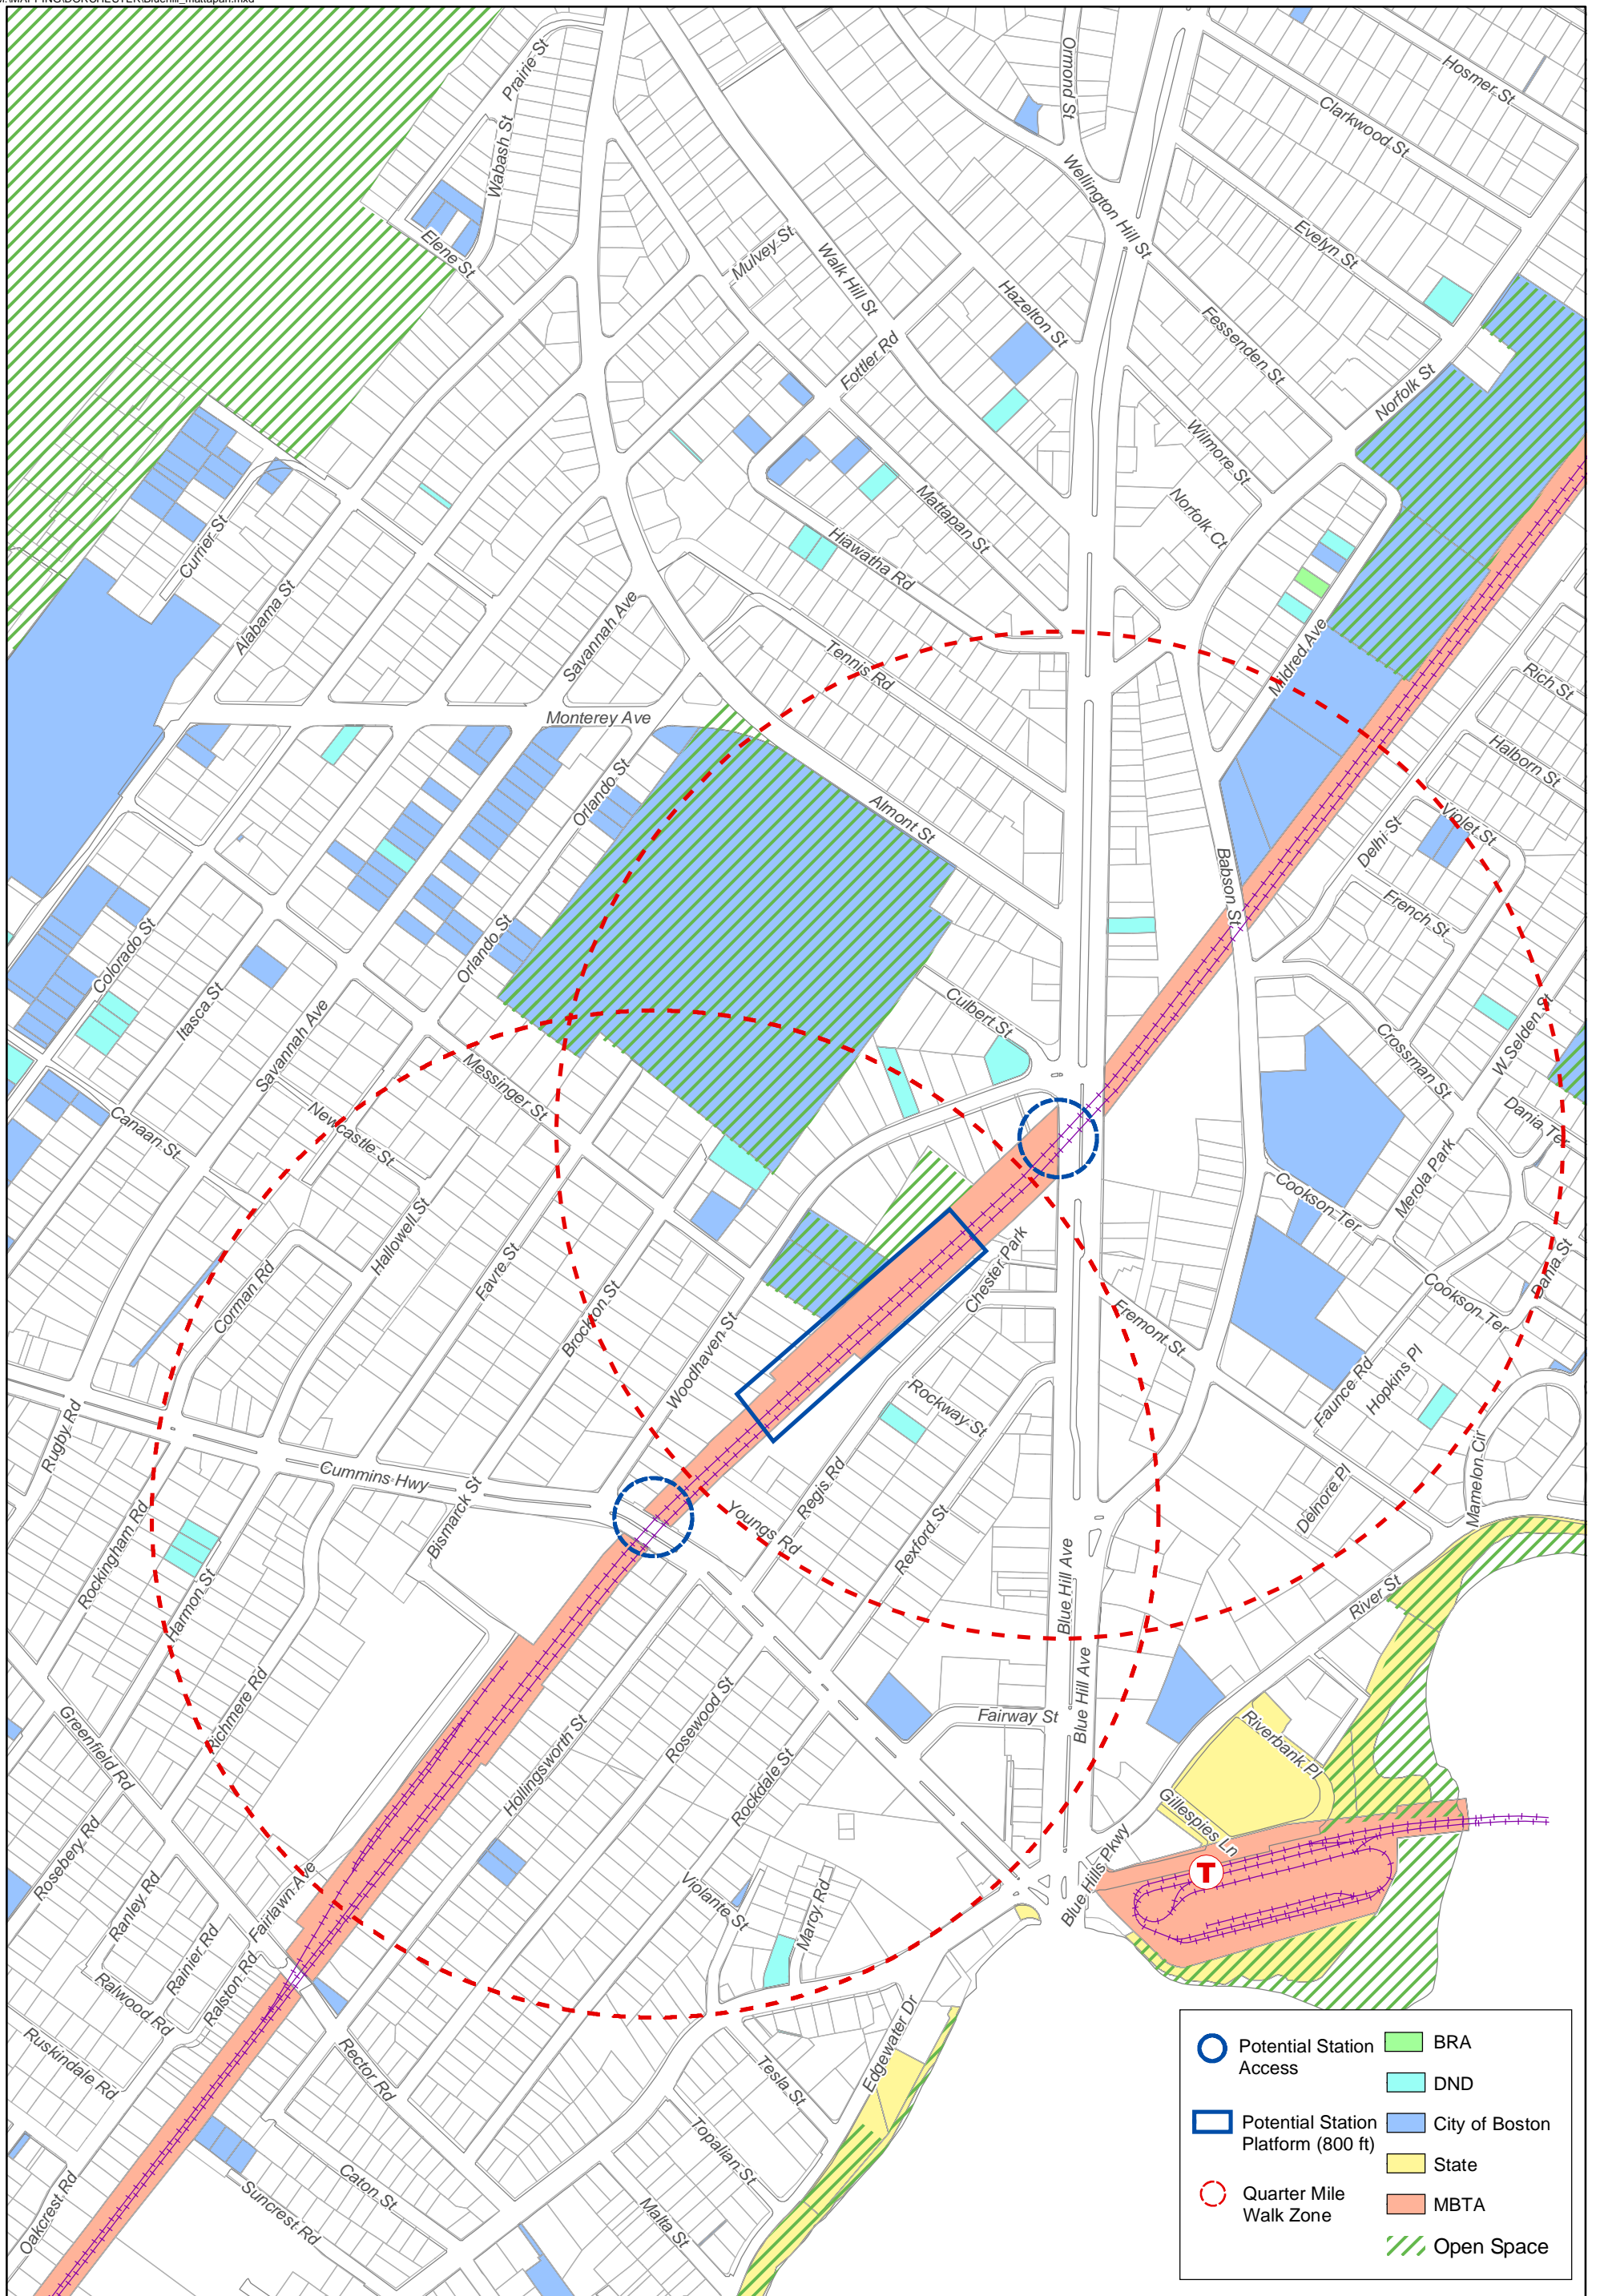 Prairie St
Ormond St
Hosmer St
Clarkwood St
Wabash St
Wellington Hill St
Elene St
Mulvey St
Walk Hill St
Evelyn St
Hazelton St
Fessenden St
Fottler Rd
Norfolk St
Wilmore St
Currier St
Mattapan St
Norfolk Ct
Hiawatha Rd
Alabama St
Savannah Ave
Tennis Rd
Mildred Ave
Rich St
Monterey Ave
Halborn St
Orlando St
Almont St
Violet St
Delhi St
Babson St
French St
Colorado St
Orlando St
Itasca St
Culbert St
Savannah Ave
W Selden St
Crossman St
Messinger St
Newcastle St
Canaan St
Dania Ter
Merola Park
Cookson Ter
Hallowell St
Favre St
Chester Park
Corman Rd
Brockton St
Dania St
Cookson Ter
Fremont St
Woodhaven St
Faunce Rd
Hopkins Pl
Rockway St
Rugby Rd
Cummins Hwy
Regis Rd
Mamelon Cir
Bismarck St
Delnore Pl
Rockingham Rd
Youngs Rd
Rexford St
Blue Hill Ave
River St
Harmon St
Richmere Rd
Rosewood St
Blue Hill Ave
Fairway St
Greenfield Rd
Hollingsworth St
Riverbank Pl
Rockdale St
Gillespies Ln
Rosebery Rd
Blue Hills Pkwy
T
Ranley Rd
Fairlawn Ave
Violante St
Marcy Rd
Rainier Rd
Ralston Rd
Ralwood Rd
Ruskindale Rd
Rector Rd
Edgewater Dr
Tesla St
Topalian St
Oakcrest Rd
Suncrest Rd
Caton St
Malta St
Potential Station
Access
Potential Station
Platform (800 ft)
Quarter Mile
Walk Zone
BRA
DND
City of Boston
State
MBTA
Open Space